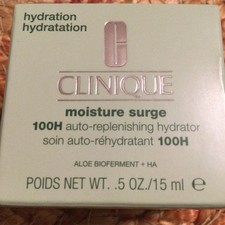 hydration
hydratation
CLINIQUE
moisture surge
100H auto-replenishing hydrator
soin auto-réhydratant 100H
ALOE BIOFERMENT + HA
POIDS NET WT. .5 OZ./15 ml ℮